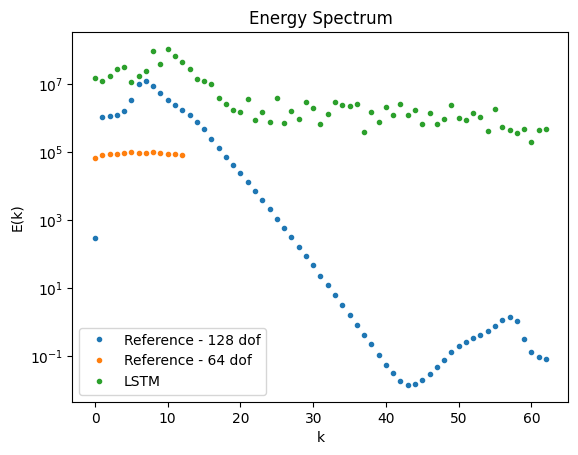 Energy Spectrum
E(k)
10^7
10^5
10^3
10^1
10^-1
Reference - 128 dof
Reference - 64 dof
LSTM
0 10 20 30 40 50 60
k